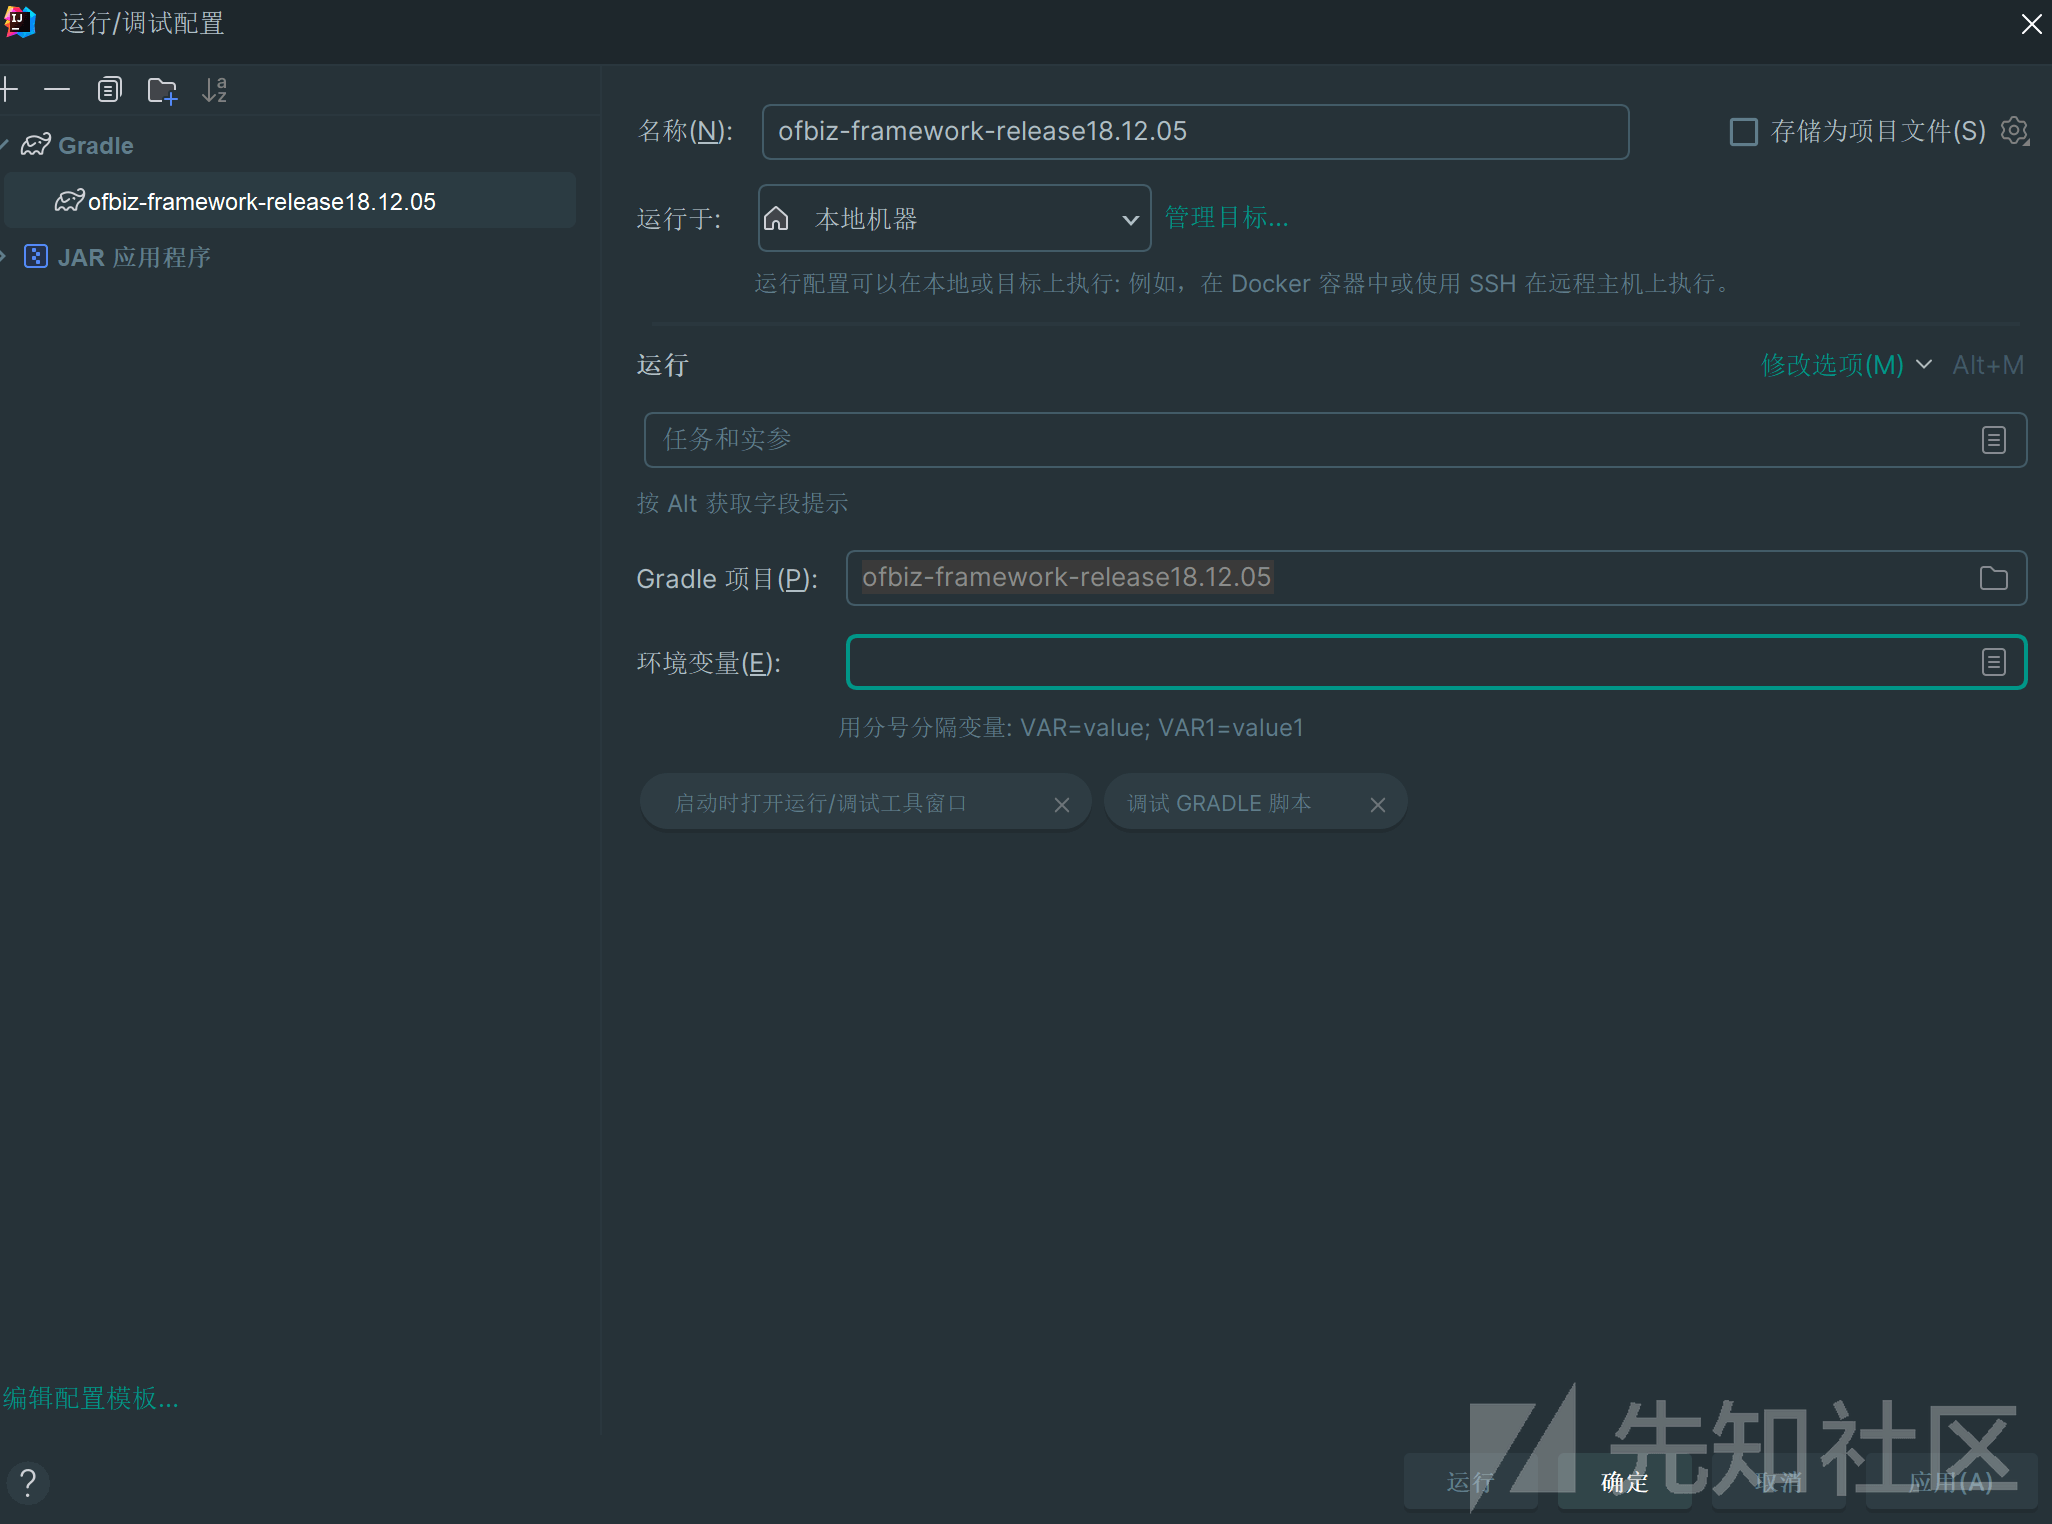 运行/调试配置
Gradle
ofbiz-framework-release18.12.05
JAR 应用程序
名称(N):
ofbiz-framework-release18.12.05
存储为项目文件(S)
运行于:
本地机器
管理目标...
运行配置可以在本地或目标上执行: 例如，在 Docker 容器中或使用 SSH 在远程主机上执行。
运行
修改选项(M)
Alt+M
任务和实参
按 Alt 获取字段提示
Gradle 项目(P):
ofbiz-framework-release18.12.05
环境变量(E):
用分号分隔变量: VAR=value; VAR1=value1
启动时打开运行/调试工具窗口
调试 GRADLE 脚本
编辑配置模板...
?
运行
确定
取消
应用(A)
先知社区